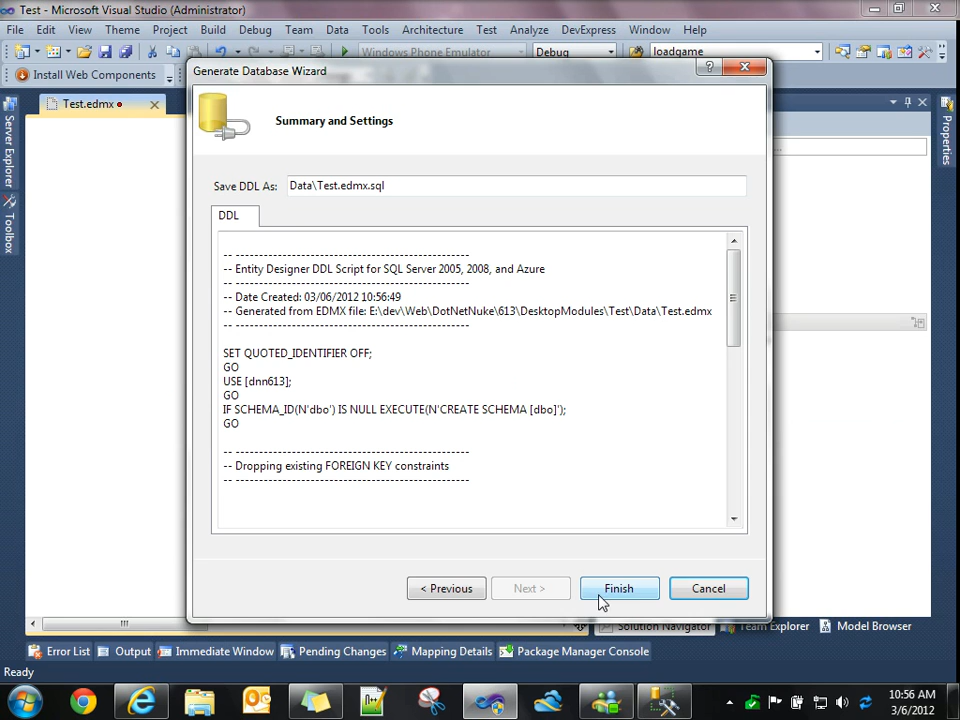 Test - Microsoft Visual Studio (Administrator)
File Edit View Theme Project Build Debug Team Data Tools Architecture Test Analyze DevExpress Window Help
Windows Phone Emulator Debug loadgame
Install Web Components
Generate Database Wizard
Test.edmx
Server Explorer
Toolbox
Properties
Summary and Settings
Save DDL As: Data\Test.edmx.sql
DDL
-- --------------------------------------------------
-- Entity Designer DDL Script for SQL Server 2005, 2008, and Azure
-- --------------------------------------------------
-- Date Created: 03/06/2012 10:56:49
-- Generated from EDMX file: E:\dev\Web\DotNetNuke\613\DesktopModules\Test\Data\Test.edmx
-- --------------------------------------------------
SET QUOTED_IDENTIFIER OFF;
GO
USE [dnn613];
GO
IF SCHEMA_ID(N'dbo') IS NULL EXECUTE(N'CREATE SCHEMA [dbo]');
GO
-- --------------------------------------------------
-- Dropping existing FOREIGN KEY constraints
-- --------------------------------------------------
< Previous Next > Finish Cancel
Solution Navigator Team Explorer Model Browser
Error List Output Immediate Window Pending Changes Mapping Details Package Manager Console
Ready
10:56 AM
3/6/2012